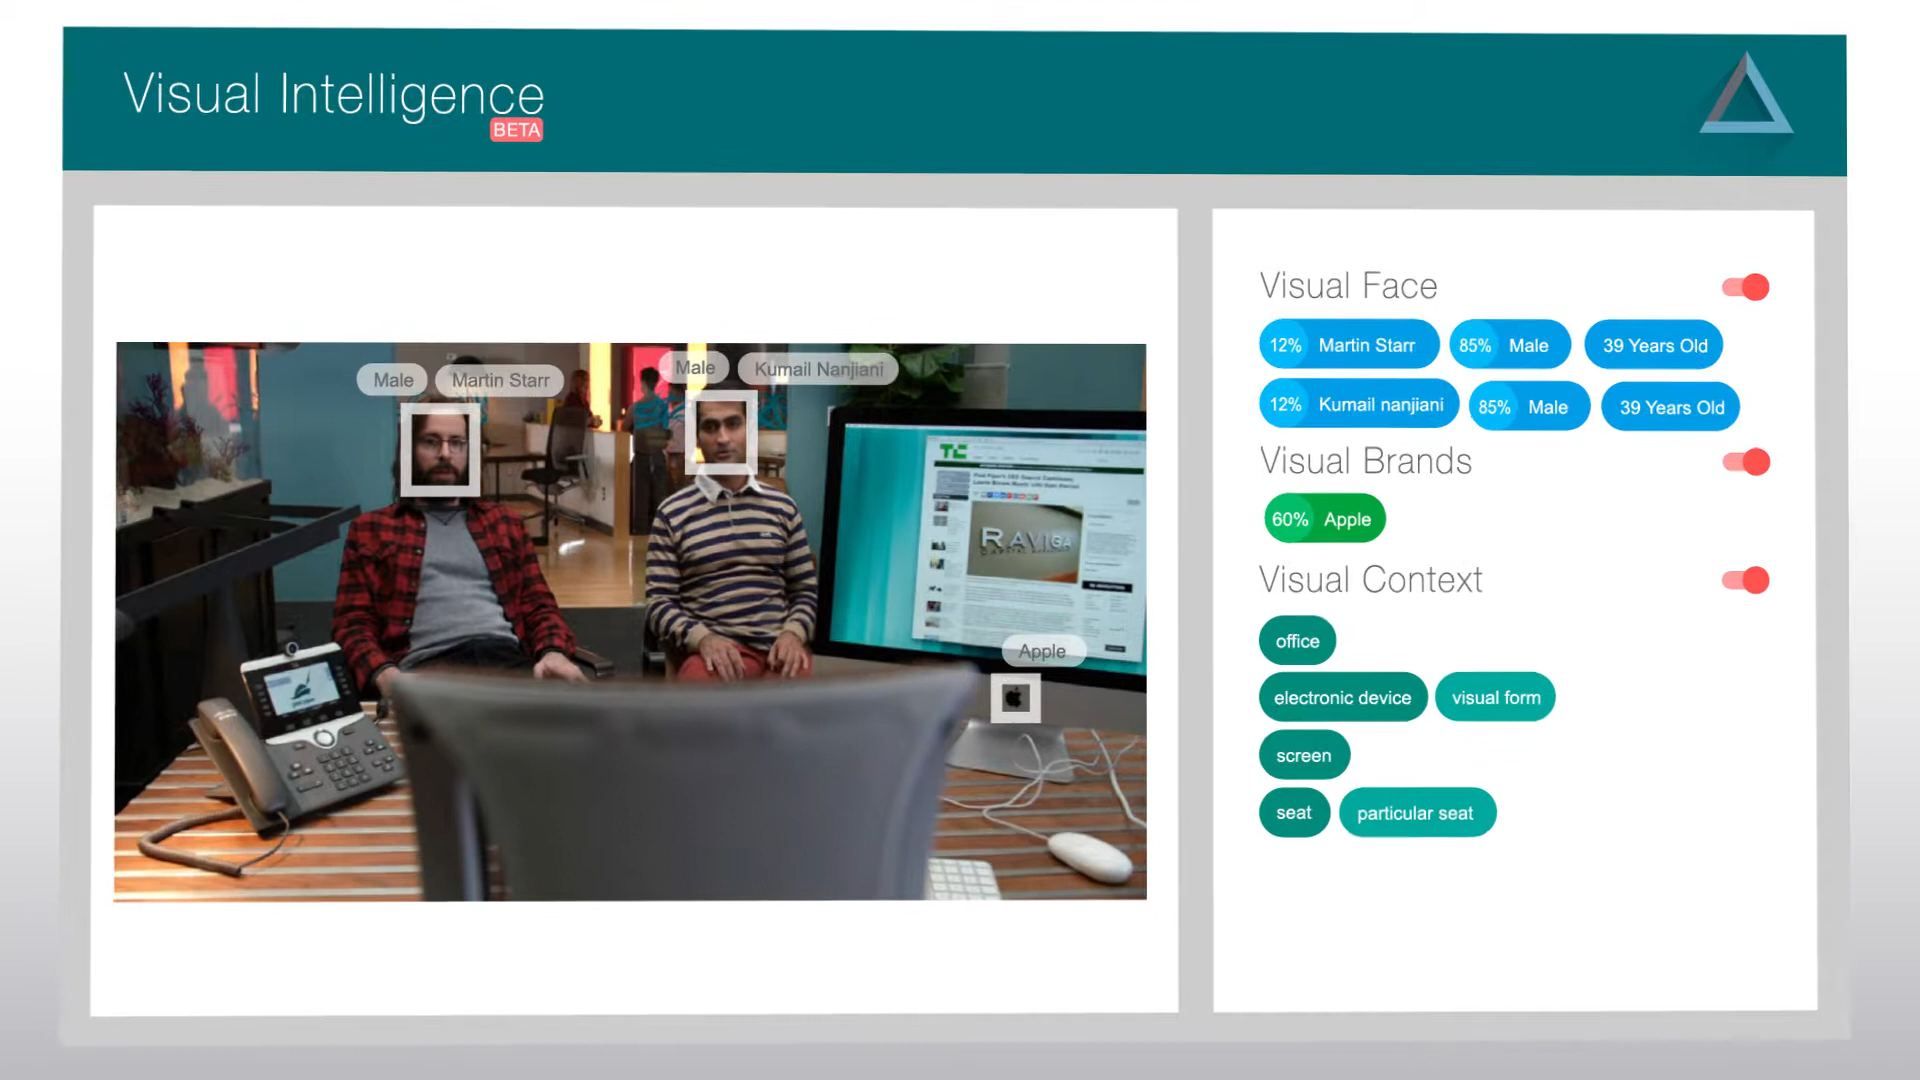 Visual Intelligence
BETA
Male
Martin Starr
Male
Kumail Nanjiani
TC
RAVIGA
Apple
Visual Face
12% Martin Starr
85% Male
39 Years Old
12% Kumail nanjiani
85% Male
39 Years Old
Visual Brands
60% Apple
Visual Context
office
electronic device
visual form
screen
seat
particular seat